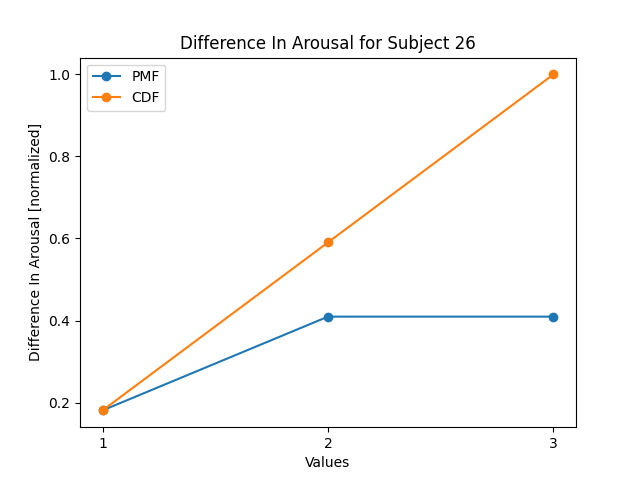 Difference In Arousal for Subject 26
PMF
CDF
Difference In Arousal [normalized]
1.0
0.8
0.6
0.4
0.2
1 2 3
Values